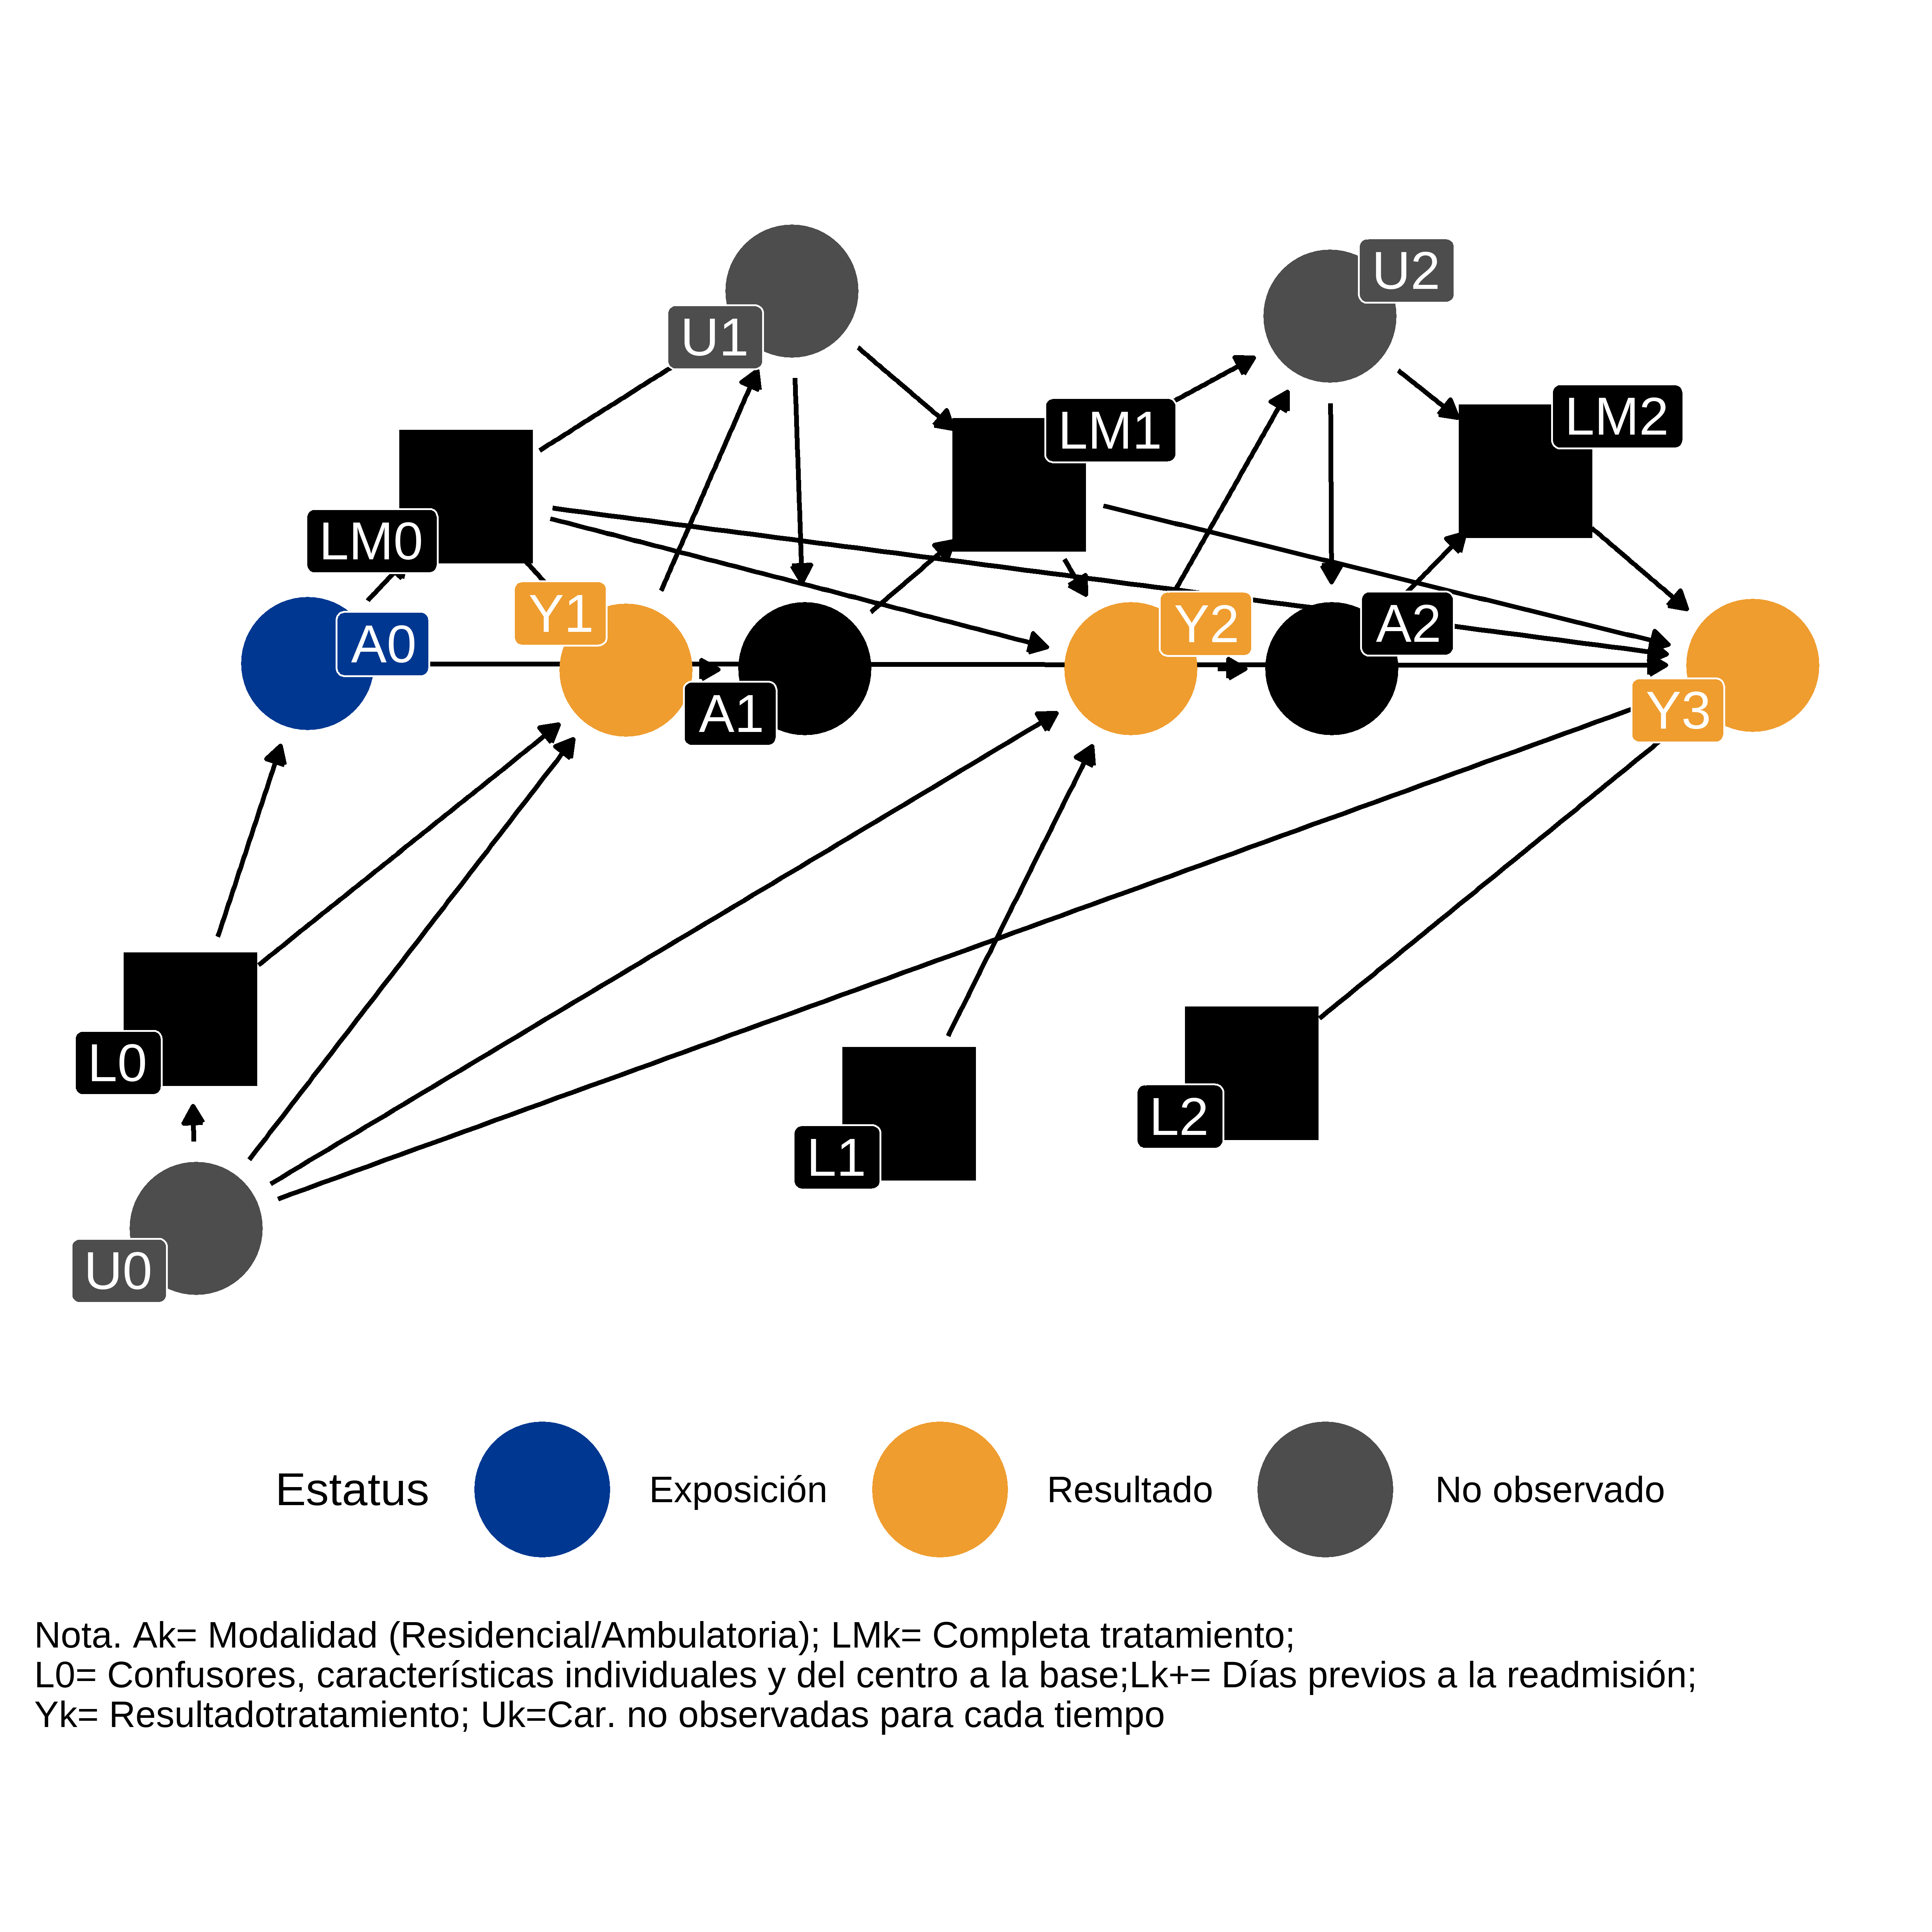 U1
U2
LM1
LM2
LM0
Y1
Y2
A2
A0
A1
Y3
L0
L1
L2
U0
Estatus Exposición Resultado No observado
Nota. Ak= Modalidad (Residencial/Ambulatoria); LMk= Completa tratamiento;
L0= Confusores, características individuales y del centro a la base;Lk+= Días previos a la readmisión;
Yk= Resultadotratamiento; Uk=Car. no observadas para cada tiempo